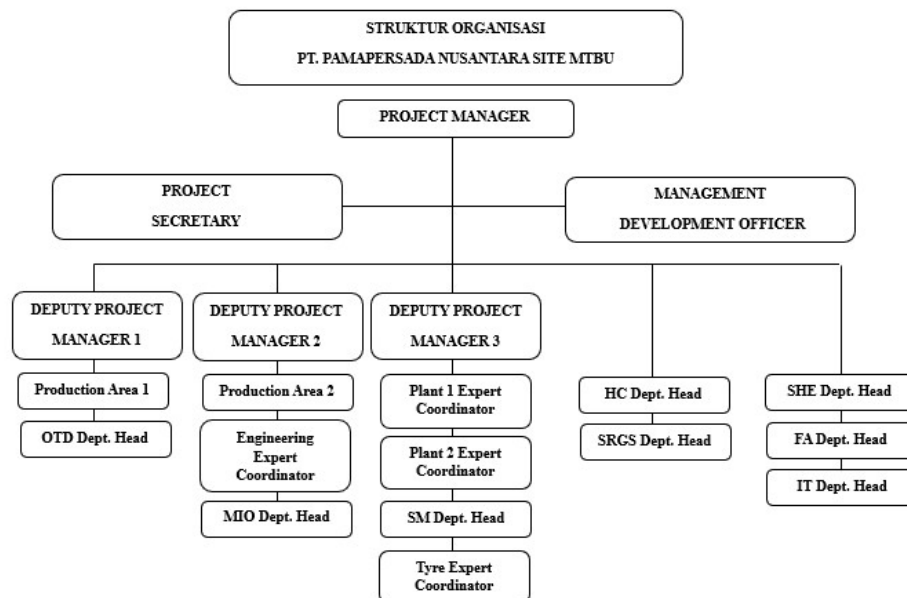 STRUKTUR ORGANISASI
PT. PAMAPERSADA NUSANTARA SITE MTBU
PROJECT MANAGER
PROJECT
SECRETARY
MANAGEMENT
DEVELOPMENT OFFICER
DEPUTY PROJECT
MANAGER 1
DEPUTY PROJECT
MANAGER 2
DEPUTY PROJECT
MANAGER 3
Production Area 1
OTD Dept. Head
Production Area 2
Engineering
Expert
Coordinator
MIO Dept. Head
Plant 1 Expert
Coordinator
Plant 2 Expert
Coordinator
SM Dept. Head
Tyre Expert
Coordinator
HC Dept. Head
SRGS Dept. Head
SHE Dept. Head
FA Dept. Head
IT Dept. Head